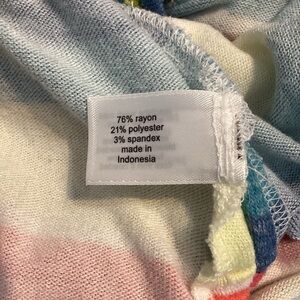 76% rayon
21% polyester
3% spandex
made in
Indonesia